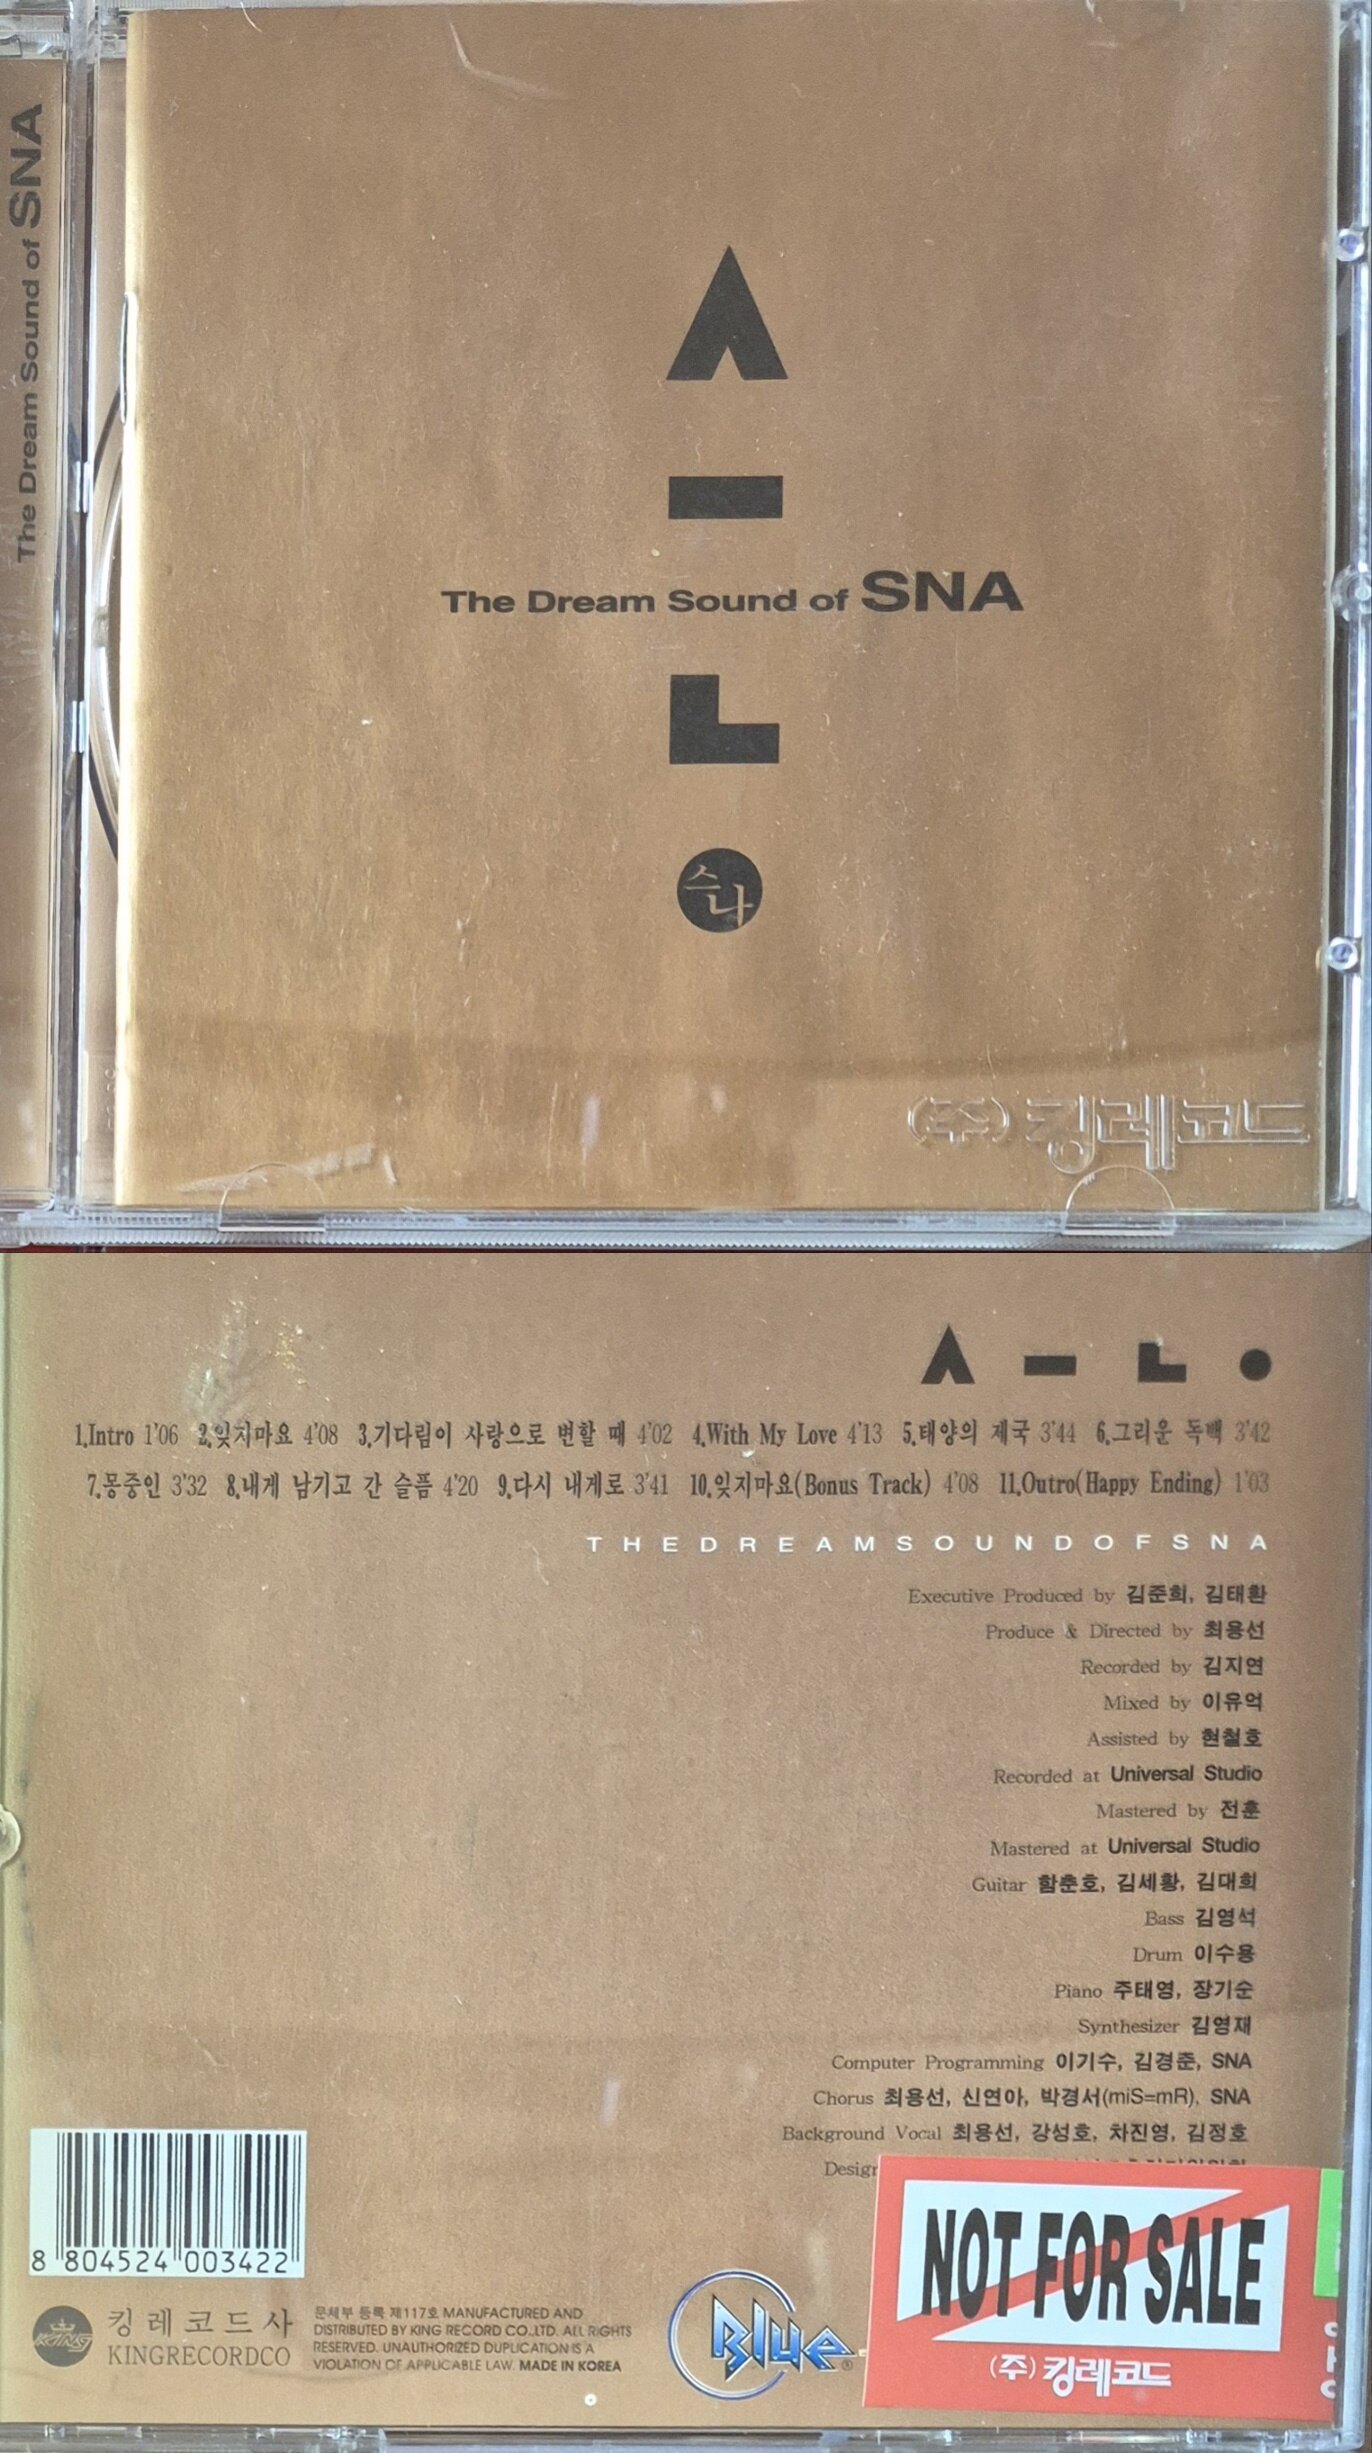 The Dream Sound of SNA
The Dream Sound of SNA
스나
(주)킹레코드
1.Intro 1'06 2.잊지마요 4'08 3.기다림이 사랑으로 변할 때 4'02 4.With My Love 4'13 5.태양의 제국 3'44 6.그리운 독백 3'42
7.몽중인 3'32 8.내게 남기고 간 슬픔 4'20 9.다시 내게로 3'41 10.잊지마요(Bonus Track) 4'08 11.Outro(Happy Ending) 1'03
THEDREAMSOUNDOFSNA
Executive Produced by 김준희, 김태환
Produce & Directed by 최용선
Recorded by 김지연
Mixed by 이유억
Assisted by 현철호
Recorded at Universal Studio
Mastered by 전훈
Mastered at Universal Studio
Guitar 함춘호, 김세황, 김대희
Bass 김영석
Drum 이수용
Piano 주태영, 장기순
Synthesizer 김영재
Computer Programming 이기수, 김경준, SNA
Chorus 최용선, 신연아, 박경서(miS=mR), SNA
Background Vocal 최용선, 강성호, 차진영, 김정호
NOT FOR SALE
(주)킹레코드
8 804524 003422
KING
킹레코드사
KINGRECORDCO
문체부 등록 제117호 MANUFACTURED AND
DISTRIBUTED BY KING RECORD CO.,LTD. ALL RIGHTS
RESERVED. UNAUTHORIZED DUPLICATION IS A
VIOLATION OF APPLICABLE LAW. MADE IN KOREA
Blue